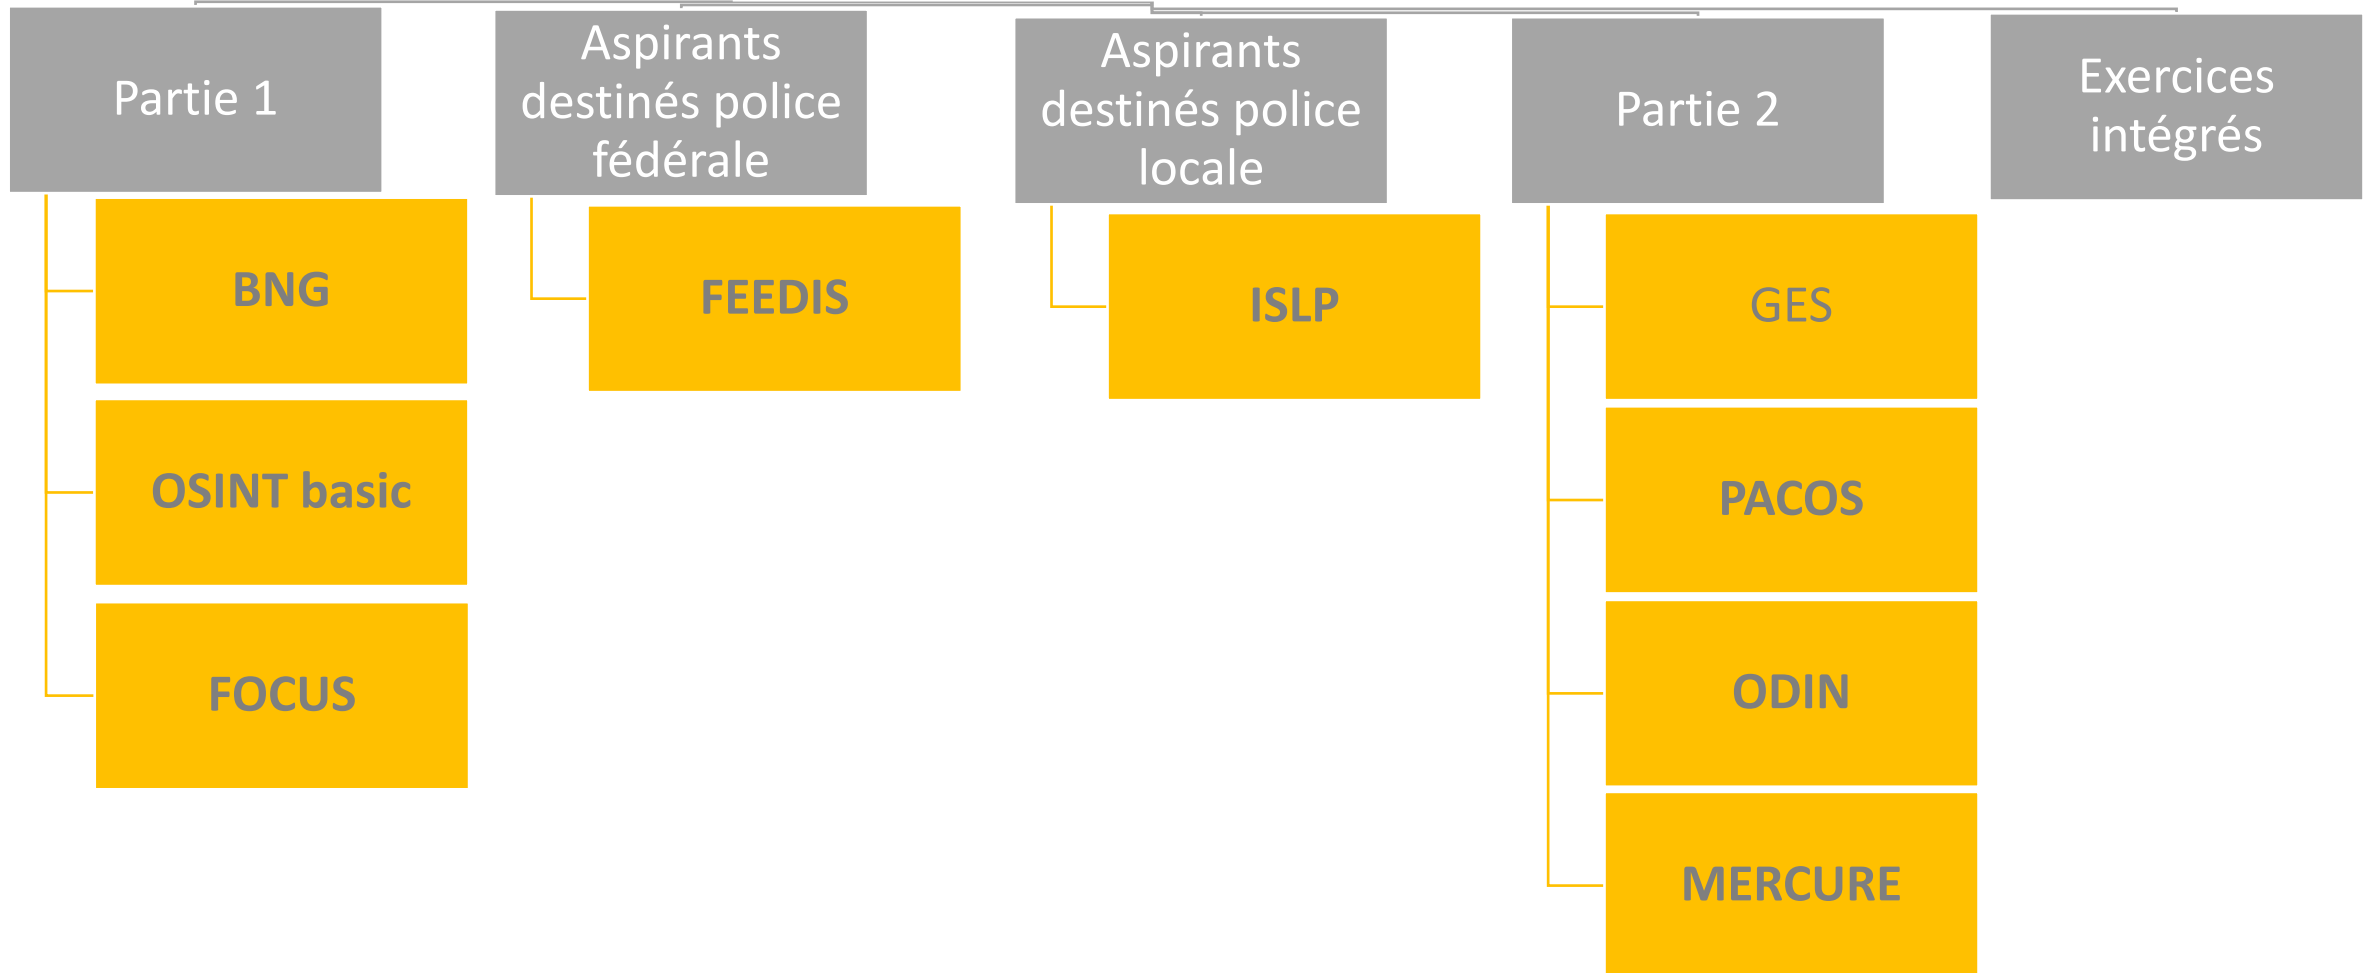 Partie 1
BNG
OSINT basic
FOCUS
Aspirants
destinés police
fédérale
FEEDIS
Aspirants
destinés police
locale
ISLP
Partie 2
GES
PACOS
ODIN
MERCURE
Exercices
intégrés